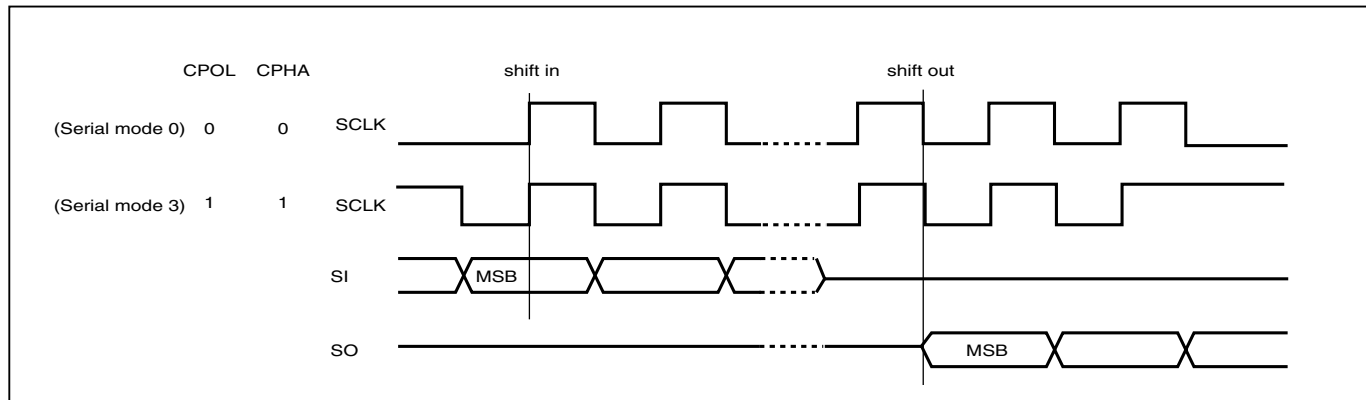 CPOL CPHA shift in shift out
(Serial mode 0) 0 0 SCLK
(Serial mode 3) 1 1 SCLK
SI MSB
SO MSB